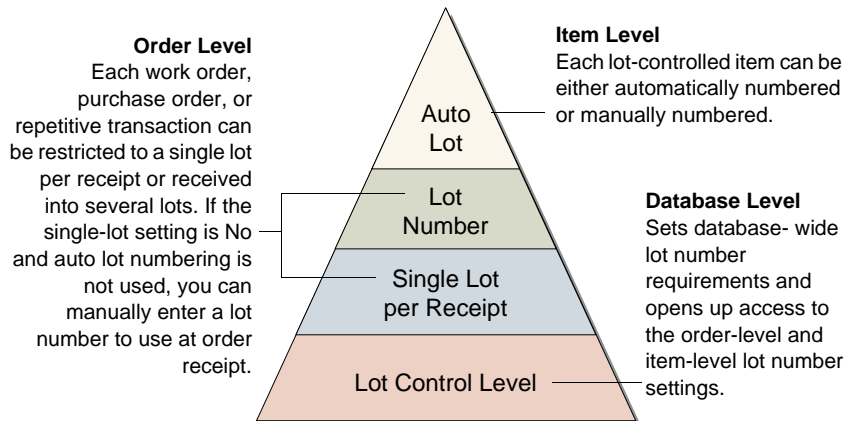 Order Level
Each work order,
purchase order, or
repetitive transaction can
be restricted to a single lot
per receipt or received
into several lots. If the
single-lot setting is No
and auto lot numbering is
not used, you can
manually enter a lot
number to use at order
receipt.
Auto
Lot
Lot
Number
Single Lot
per Receipt
Lot Control Level
Item Level
Each lot-controlled item can be
either automatically numbered
or manually numbered.
Database Level
Sets database- wide
lot number
requirements and
opens up access to
the order-level and
item-level lot number
settings.